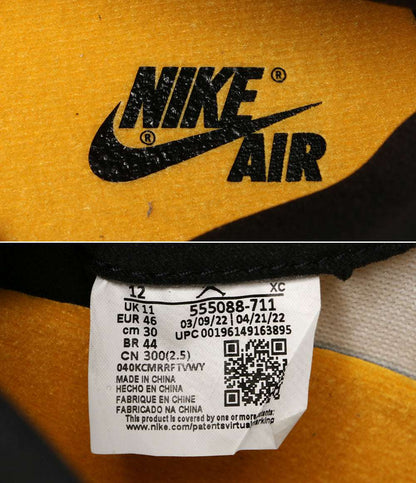 NIKE ®
®
AIR
12 XC
UK 11 555088-711
EUR 46 03/09/22 04/21/22
cm 30 UPC 00196149163895
BR 44
CN 300(2.5)
040KCMRRFTVWY
MADE IN CHINA
HECHO EN CHINA
FABRIQUE EN CHINE
FABRICADO NA CHINA
This product is covered by one or more patents:
www.nike.com/patentsvirtual
marking